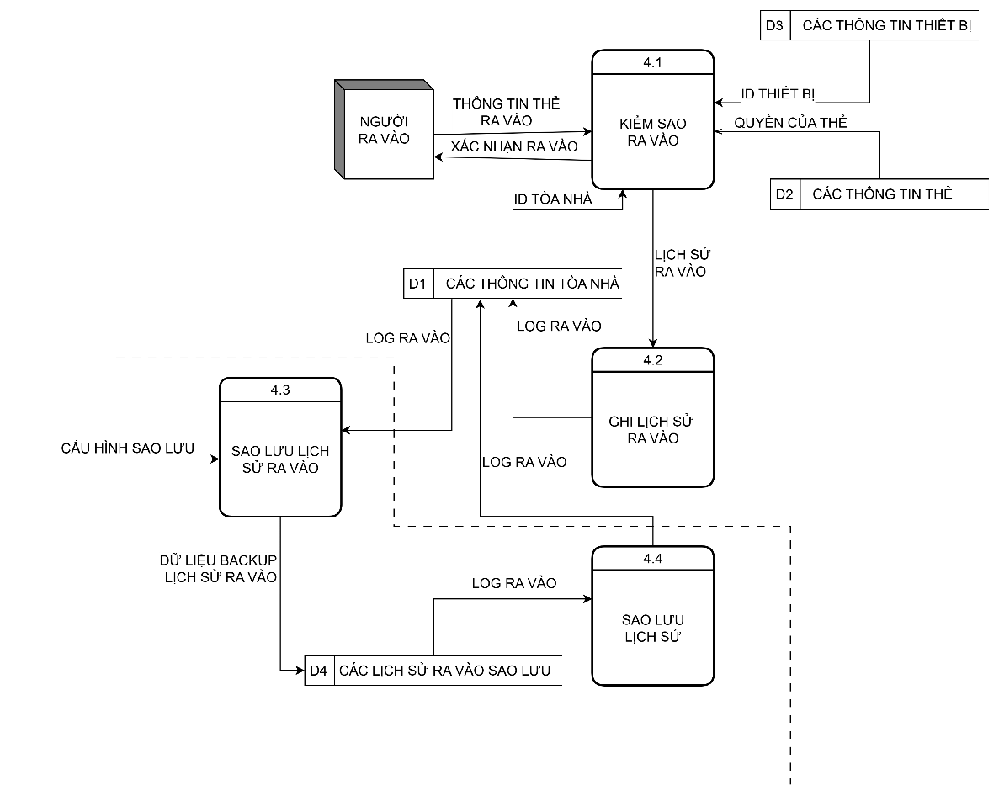 D3 CÁC THÔNG TIN THIẾT BỊ
4.1
ID THIẾT BỊ
THÔNG TIN THẺ
RA VÀO
NGƯỜI
RA VÀO
KIỂM SAO
RA VÀO
QUYỀN CỦA THẺ
XÁC NHẬN RA VÀO
D2 CÁC THÔNG TIN THẺ
ID TÒA NHÀ
LỊCH SỬ
RA VÀO
D1 CÁC THÔNG TIN TÒA NHÀ
LOG RA VÀO
LOG RA VÀO
4.2
GHI LỊCH SỬ
RA VÀO
4.3
CẤU HÌNH SAO LƯU
SAO LƯU LỊCH
SỬ RA VÀO
LOG RA VÀO
DỮ LIỆU BACKUP
LỊCH SỬ RA VÀO
4.4
LOG RA VÀO
SAO LƯU
LỊCH SỬ
D4 CÁC LỊCH SỬ RA VÀO SAO LƯU